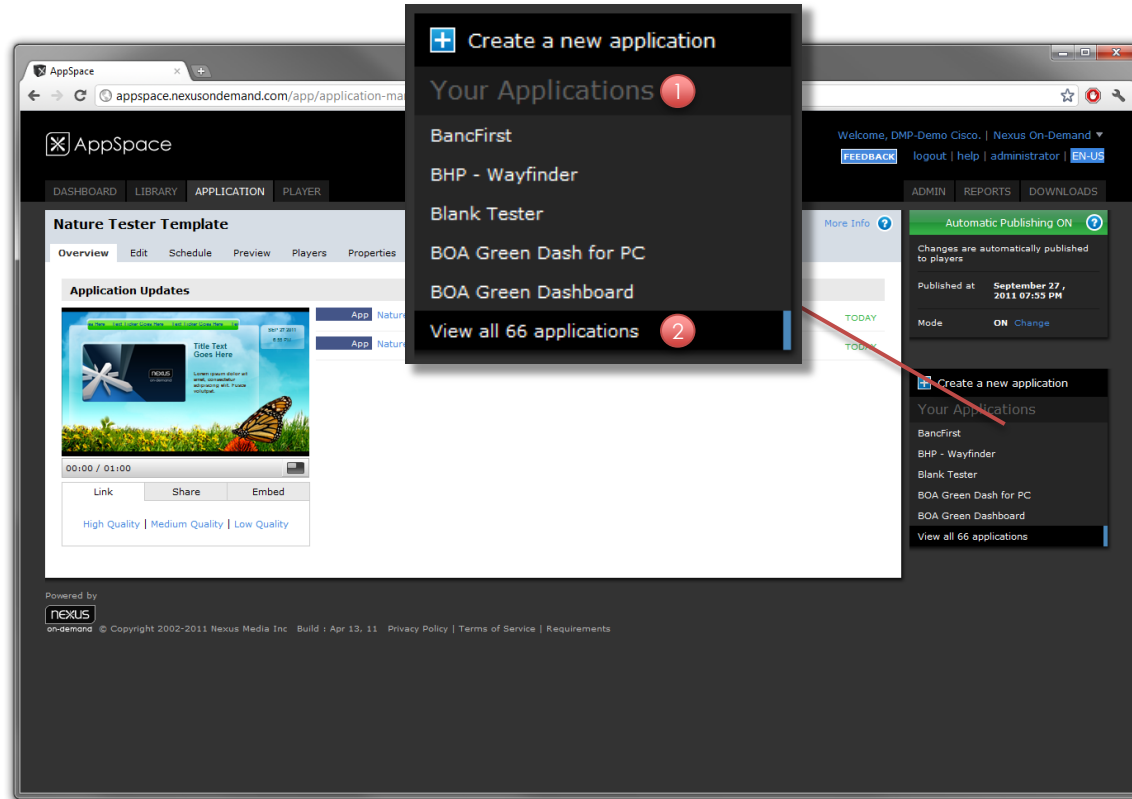 Create a new application
Your Applications 1
BancFirst
BHP - Wayfinder
Blank Tester
BOA Green Dash for PC
BOA Green Dashboard
View all 66 applications 2
AppSpace
appspace.nexusondemand.com/app/application-ma
AppSpace
Welcome, DMP-Demo Cisco. | Nexus On-Demand
FEEDBACK logout | help | administrator | EN-US
DASHBOARD LIBRARY APPLICATION PLAYER
ADMIN REPORTS DOWNLOADS
Nature Tester Template
More Info ?
Overview Edit Schedule Preview Players Properties
Application Updates
App Nature
TODAY
App Nature
TODAY
Title Text
Goes Here
nexus
00:00 / 01:00
Link Share Embed
High Quality | Medium Quality | Low Quality
Automatic Publishing ON ?
Changes are automatically published
to players
Published at September 27 ,
2011 07:55 PM
Mode ON Change
Create a new application
Your Applications
BancFirst
BHP - Wayfinder
Blank Tester
BOA Green Dash for PC
BOA Green Dashboard
View all 66 applications
Powered by
nexus
on-demand © Copyright 2002-2011 Nexus Media Inc Build : Apr 13, 11 Privacy Policy | Terms of Service | Requirements